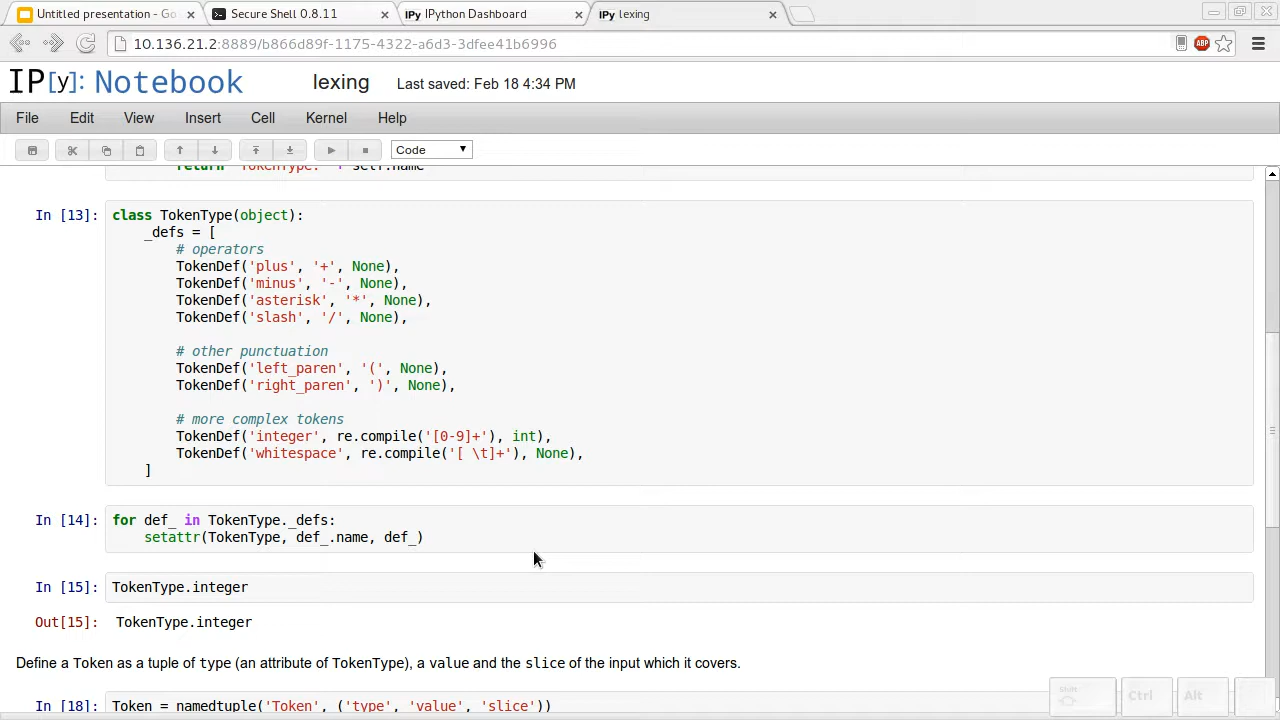 Untitled presentation - Go
Secure Shell 0.8.11
IPy IPython Dashboard
IPy lexing
10.136.21.2:8889/b866d89f-1175-4322-a6d3-3dfee41b6996
ABP
IP[y]: Notebook
lexing
Last saved: Feb 18 4:34 PM
File Edit View Insert Cell Kernel Help
Code
return 'TokenType.' + self.name
In [13]:
class TokenType(object):
    _defs = [
        # operators
        TokenDef('plus', '+', None),
        TokenDef('minus', '-', None),
        TokenDef('asterisk', '*', None),
        TokenDef('slash', '/', None),
        # other punctuation
        TokenDef('left_paren', '(', None),
        TokenDef('right_paren', ')', None),
        # more complex tokens
        TokenDef('integer', re.compile('[0-9]+'), int),
        TokenDef('whitespace', re.compile('[ \t]+'), None),
    ]
In [14]:
for def_ in TokenType._defs:
    setattr(TokenType, def_.name, def_)
In [15]:
TokenType.integer
Out[15]:
TokenType.integer
Define a Token as a tuple of type (an attribute of TokenType), a value and the slice of the input which it covers.
In [18]:
Token = namedtuple('Token', ('type', 'value', 'slice'))
Shift
Ctrl
Alt